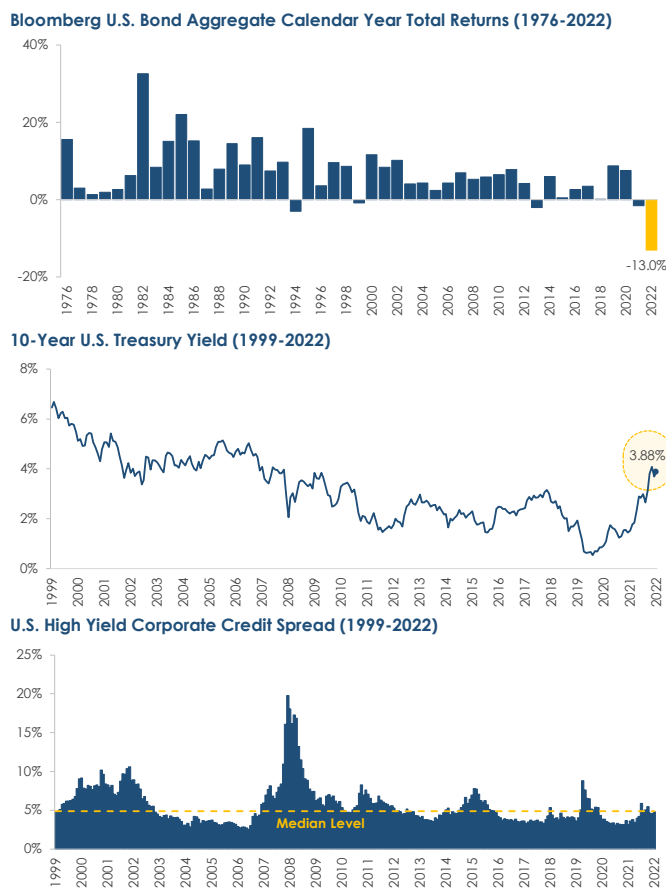 Bloomberg U.S. Bond Aggregate Calendar Year Total Returns (1976-2022)
40%
20%
0%
-20%
-13.0%
1976 1978 1980 1982 1984 1986 1988 1990 1992 1994 1996 1998 2000 2002 2004 2006 2008 2010 2012 2014 2016 2018 2020 2022
10-Year U.S. Treasury Yield (1999-2022)
8%
6%
3.88%
4%
2%
0%
1999 2000 2001 2002 2003 2004 2005 2006 2007 2008 2009 2010 2011 2012 2013 2014 2015 2016 2017 2018 2019 2020 2021 2022
U.S. High Yield Corporate Credit Spread (1999-2022)
25%
20%
15%
10%
5%
Median Level
0%
1999 2000 2001 2002 2003 2004 2005 2006 2007 2008 2009 2010 2011 2012 2013 2014 2015 2016 2017 2018 2019 2020 2021 2022